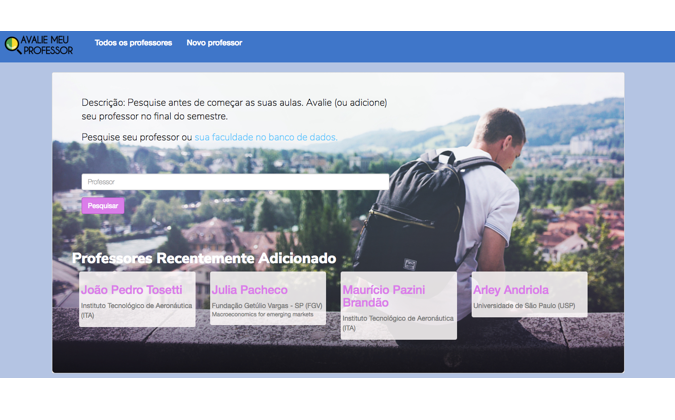 AVALIE MEU
PROFESSOR
Todos os professores
Novo professor
Descrição: Pesquise antes de começar as suas aulas. Avalie (ou adicione)
seu professor no final do semestre.
Pesquise seu professor ou sua faculdade no banco de dados.
Professor
Pesquisar
Professores Recentemente Adicionado
João Pedro Tosetti
Instituto Tecnológico de Aeronáutica
(ITA)
Julia Pacheco
Fundação Getúlio Vargas - SP (FGV)
Macroeconomics for emerging markets
Maurício Pazini
Brandão
Instituto Tecnológico de Aeronáutica
(ITA)
Arley Andriola
Universidade de São Paulo (USP)